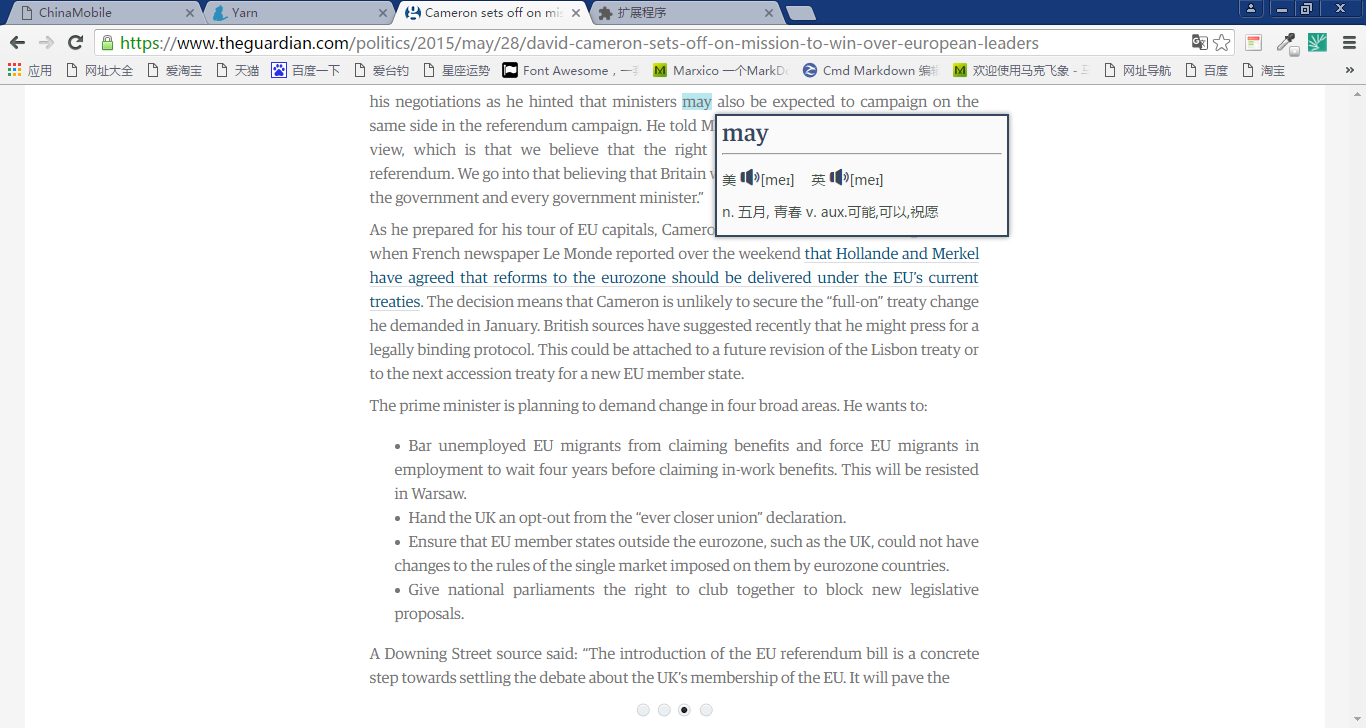 ChinaMobile
Yarn
Cameron sets off on mis
扩展程序
https://www.theguardian.com/politics/2015/may/28/david-cameron-sets-off-on-mission-to-win-over-european-leaders
应用 网址大全 爱淘宝 天猫 百度一下 爱台钓 星座运势 Font Awesome，一 Marxico 一个MarkD Cmd Markdown 编 欢迎使用马克飞象 - 网址导航 百度 淘宝 »
his negotiations as he hinted that ministers may also be expected to campaign on the
same side in the referendum campaign. He told M
view, which is that we believe that the right
referendum. We go into that believing that Britain
the government and every government minister.”
may
美 [meɪ] 英 [meɪ]
n. 五月, 青春 v. aux.可能,可以,祝愿
As he prepared for his tour of EU capitals, Camero
when French newspaper Le Monde reported over the weekend that Hollande and Merkel
have agreed that reforms to the eurozone should be delivered under the EU’s current
treaties. The decision means that Cameron is unlikely to secure the “full-on” treaty change
he demanded in January. British sources have suggested recently that he might press for a
legally binding protocol. This could be attached to a future revision of the Lisbon treaty or
to the next accession treaty for a new EU member state.
The prime minister is planning to demand change in four broad areas. He wants to:
• Bar unemployed EU migrants from claiming benefits and force EU migrants in
employment to wait four years before claiming in-work benefits. This will be resisted
in Warsaw.
• Hand the UK an opt-out from the “ever closer union” declaration.
• Ensure that EU member states outside the eurozone, such as the UK, could not have
changes to the rules of the single market imposed on them by eurozone countries.
• Give national parliaments the right to club together to block new legislative
proposals.
A Downing Street source said: “The introduction of the EU referendum bill is a concrete
step towards settling the debate about the UK’s membership of the EU. It will pave the